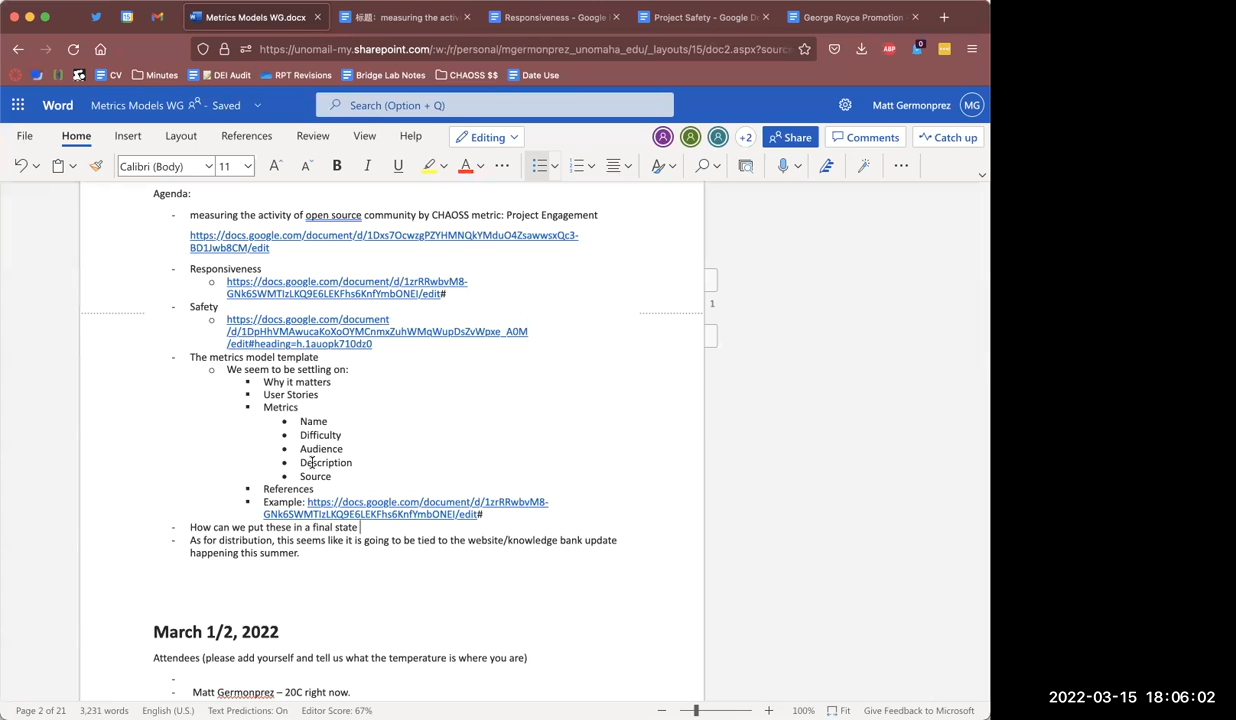 Metrics Models WG.docx
标题: measuring the activ
Responsiveness - Google
Project Safety - Google D
George Royce Promotion -
https://unomail-my.sharepoint.com/:w:/r/personal/mgermonprez_unomaha_edu/_layouts/15/doc2.aspx?sourc
ABP
0
CV
Minutes
DEI Audit
RPT Revisions
Bridge Lab Notes
CHAOSS $$
Date Use
Word
Metrics Models WG - Saved
Search (Option + Q)
Matt Germonprez
MG
File
Home
Insert
Layout
References
Review
View
Help
Editing
+2
Share
Comments
Catch up
Calibri (Body)
11
Agenda:
- measuring the activity of open source community by CHAOSS metric: Project Engagement
https://docs.google.com/document/d/1Dxs7OcwzgPZYHMNQkYMduO4ZsawwsxQc3-
BD1Jwb8CM/edit
- Responsiveness
o https://docs.google.com/document/d/1zrRRwbvM8-
GNk6SWMTIzLKQ9E6LEKFhs6KnfYmbONEI/edit#
- Safety
o https://docs.google.com/document
/d/1DpHhVMAwucaKoXoOYMCnmxZuhWMqWupDsZvWpxe_A0M
/edit#heading=h.1auopk710dz0
- The metrics model template
o We seem to be settling on:
▪ Why it matters
▪ User Stories
▪ Metrics
• Name
• Difficulty
• Audience
• Description
• Source
▪ References
▪ Example: https://docs.google.com/document/d/1zrRRwbvM8-
GNk6SWMTIzLKQ9E6LEKFhs6KnfYmbONEI/edit#
- How can we put these in a final state
- As for distribution, this seems like it is going to be tied to the website/knowledge bank update
happening this summer.
1
March 1/2, 2022
Attendees (please add yourself and tell us what the temperature is where you are)
-
- Matt Germonprez – 20C right now.
Page 2 of 21
3,231 words
English (U.S.)
Text Predictions: On
Editor Score: 67%
100%
Fit
Give Feedback to Microsoft
2022-03-15 18:06:02